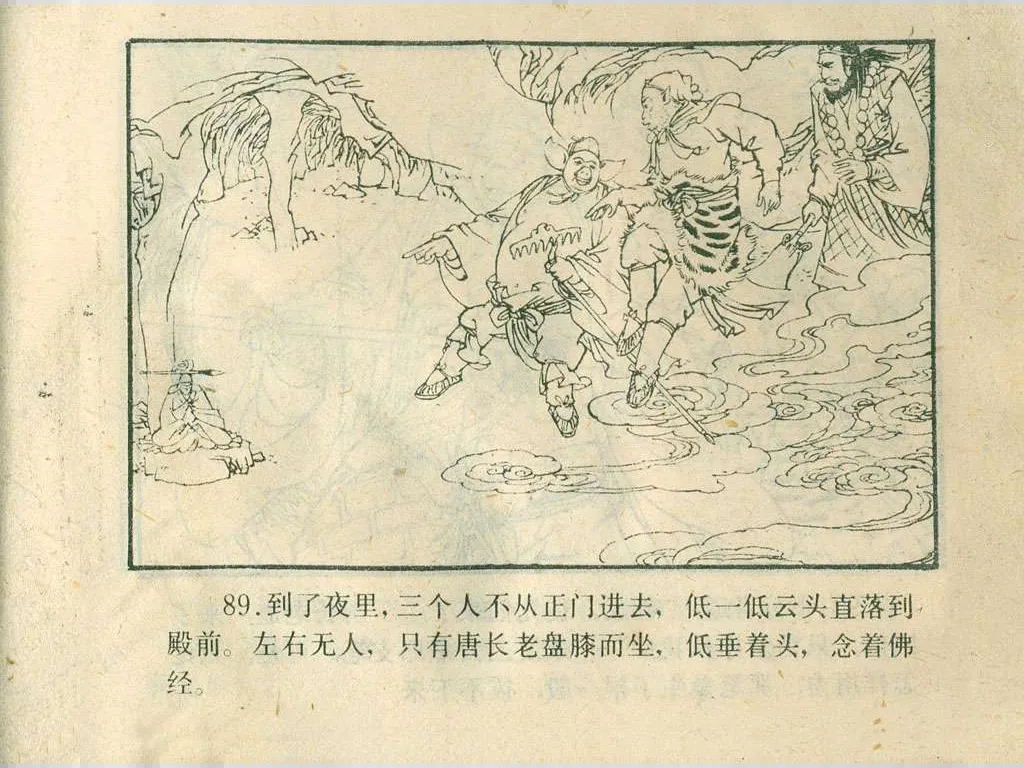 89.到了夜里,三个人不从正门进去，低一低云头直落到
殿前。左右无人，只有唐长老盘膝而坐，低垂着头，念着佛
经。